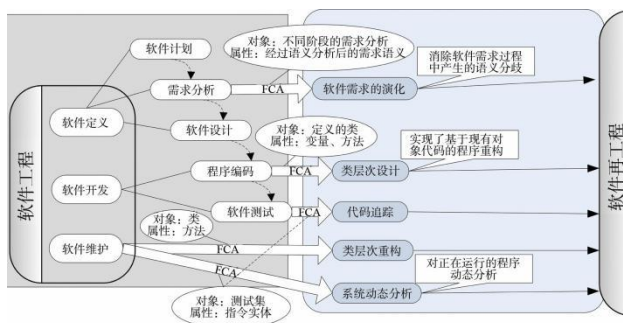 对象：不同阶段的需求分析
属性：经过语义分析后的需求语义
软件计划
消除软件需求过程
中产生的语义分歧
需求分析
FCA
软件需求的演化
软件工程
软件定义
软件设计
对象：定义的类
属性：变量、方法
实现了基于现有对
象代码的程序重构
程序编码
FCA
类层次设计
软件开发
软件测试
FCA
代码追踪
对象：类
属性：方法
软件维护
FCA
类层次重构
FCA
对正在运行的程序
动态分析
系统动态分析
对象：测试集
属性：指令实体
软件再工程